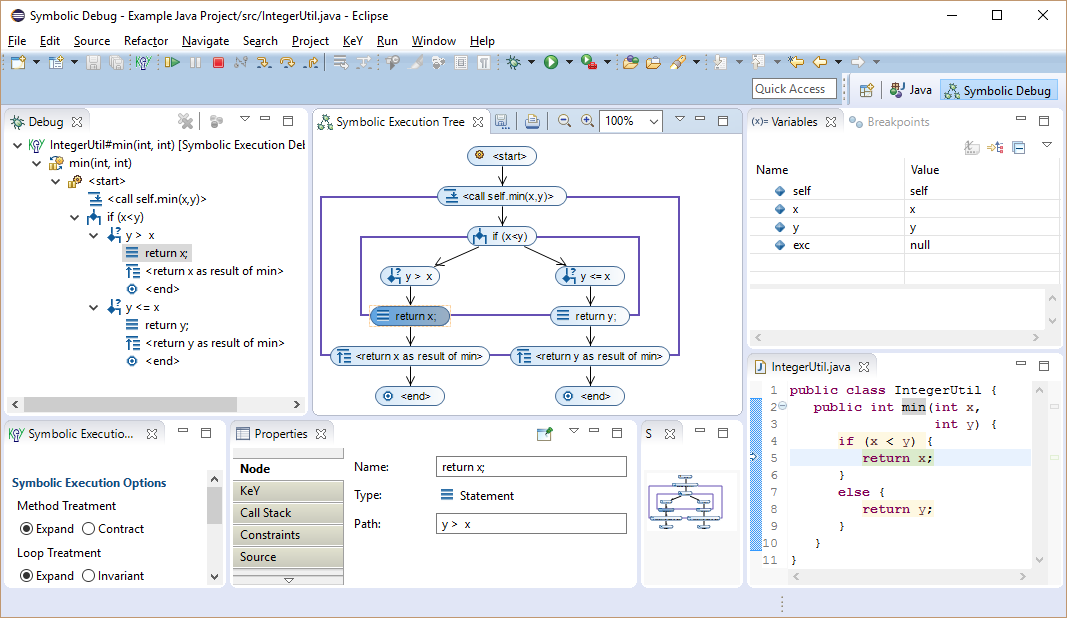 Symbolic Debug - Example Java Project/src/IntegerUtil.java - Eclipse
File Edit Source Refactor Navigate Search Project KeY Run Window Help
Quick Access
Java
Symbolic Debug
Debug
IntegerUtil#min(int, int) [Symbolic Execution Del
min(int, int)
<start>
<call self.min(x,y)>
if (x<y)
y > x
return x;
<return x as result of min>
<end>
y <= x
return y;
<return y as result of min>
<end>
Symbolic Execution Tree
100%
<start>
<call self.min(x,y)>
if (x<y)
y > x
y <= x
return x;
return y;
<return x as result of min>
<return y as result of min>
<end>
<end>
(x)= Variables
Breakpoints
Name Value
self self
x x
y y
exc null
Symbolic Executio...
Symbolic Execution Options
Method Treatment
Expand Contract
Loop Treatment
Expand Invariant
Properties
Node
KeY
Call Stack
Constraints
Source
Name: return x;
Type: Statement
Path: y > x
S
IntegerUtil.java
1 public class IntegerUtil {
2 public int min(int x,
3 int y) {
4 if (x < y) {
5 return x;
6 }
7 else {
8 return y;
9 }
10 }
11 }